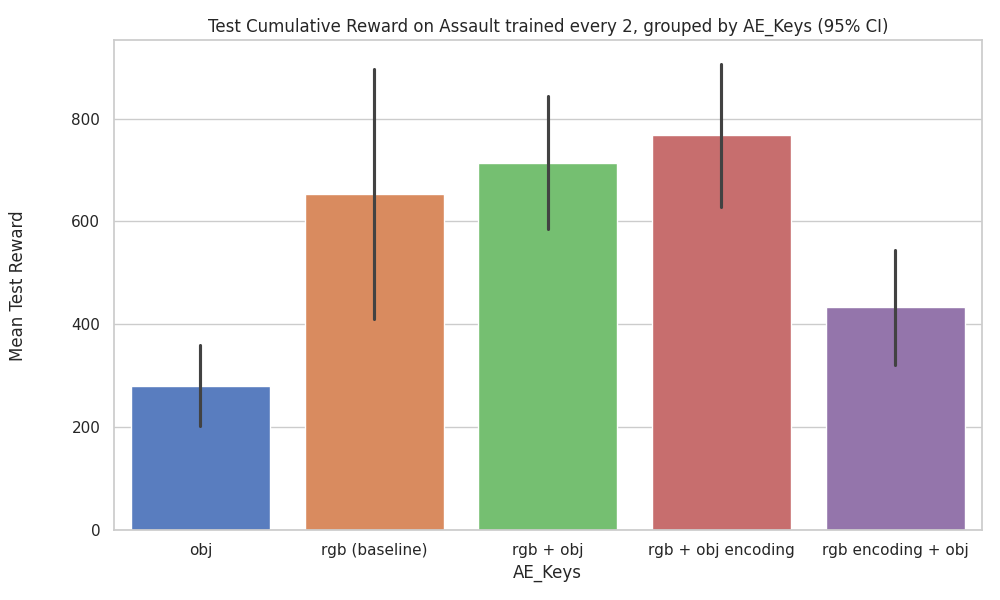 Test Cumulative Reward on Assault trained every 2, grouped by AE_Keys (95% CI)
Mean Test Reward
800
600
400
200
0
obj
rgb (baseline)
rgb + obj
rgb + obj encoding
rgb encoding + obj
AE_Keys